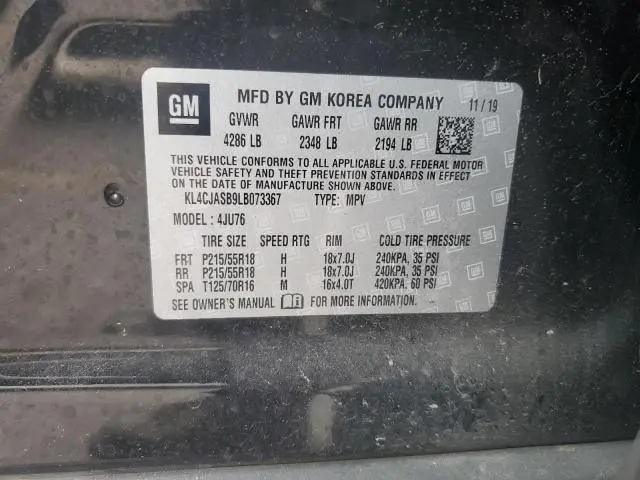 GM MFD BY GM KOREA COMPANY 11/19
GVWR GAWR FRT GAWR RR
4286 LB 2348 LB 2194 LB
THIS VEHICLE CONFORMS TO ALL APPLICABLE U.S. FEDERAL MOTOR
VEHICLE SAFETY AND THEFT PREVENTION STANDARDS IN EFFECT
ON THE DATE OF MANUFACTURE SHOWN ABOVE.
KL4CJASB9LB073367 TYPE: MPV
MODEL: 4JU76
TIRE SIZE SPEED RTG RIM COLD TIRE PRESSURE
FRT P215/55R18 H 18x7.0J 240KPA, 35 PSI
RR P215/55R18 H 18x7.0J 240KPA, 35 PSI
SPA T125/70R16 M 16x4.0T 420KPA, 60 PSI
SEE OWNER'S MANUAL FOR MORE INFORMATION.